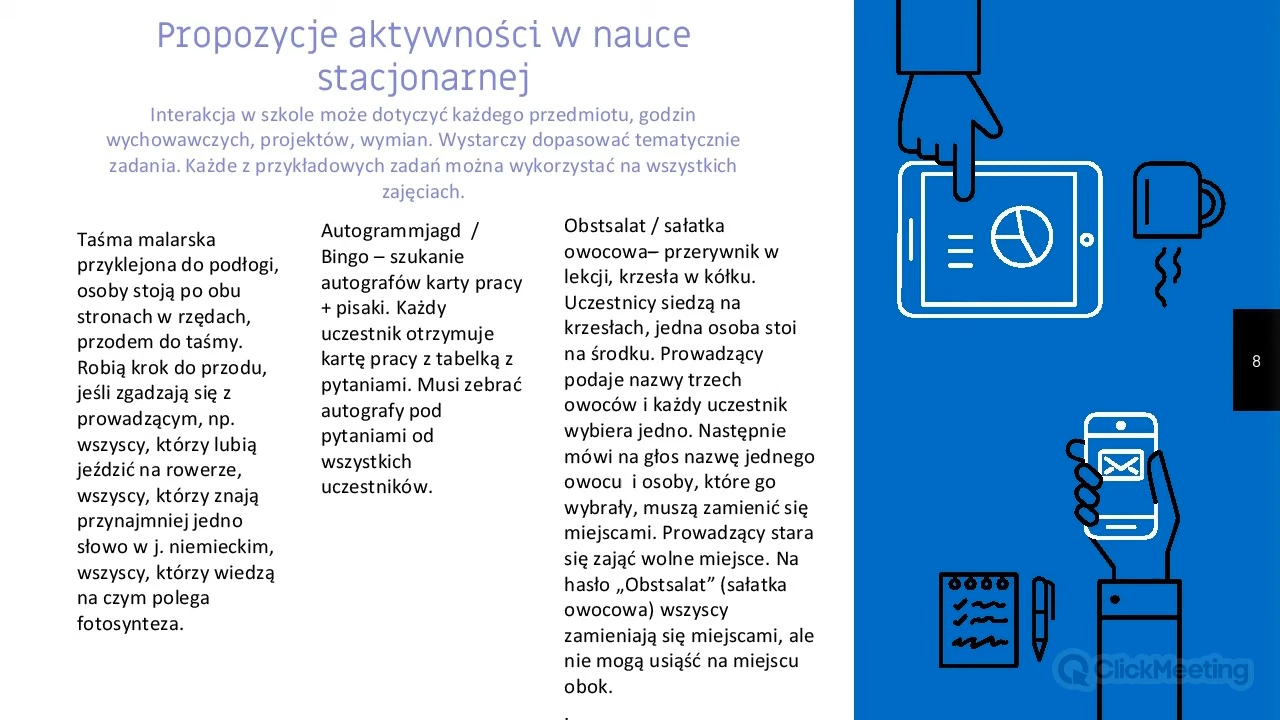 Propozycje aktywności w nauce
stacjonarnej
Interakcja w szkole może dotyczyć każdego przedmiotu, godzin
wychowawczych, projektów, wymian. Wystarczy dopasować tematycznie
zadania. Każde z przykładowych zadań można wykorzystać na wszystkich
zajęciach.
Taśma malarska
przyklejona do podłogi,
osoby stoją po obu
stronach w rzędach,
przodem do taśmy.
Robią krok do przodu,
jeśli zgadzają się z
prowadzącym, np.
wszyscy, którzy lubią
jeździć na rowerze,
wszyscy, którzy znają
przynajmniej jedno
słowo w j. niemieckim,
wszyscy, którzy wiedzą
na czym polega
fotosynteza.
Autogrammjagd /
Bingo – szukanie
autografów karty pracy
+ pisaki. Każdy
uczestnik otrzymuje
kartę pracy z tabelką z
pytaniami. Musi zebrać
autografy pod
pytaniami od
wszystkich
uczestników.
Obstsalat / sałatka
owocowa– przerywnik w
lekcji, krzesła w kółku.
Uczestnicy siedzą na
krzesłach, jedna osoba stoi
na środku. Prowadzący
podaje nazwy trzech
owoców i każdy uczestnik
wybiera jedno. Następnie
mówi na głos nazwę jednego
owocu i osoby, które go
wybrały, muszą zamienić się
miejscami. Prowadzący stara
się zająć wolne miejsce. Na
hasło „Obstsalat” (sałatka
owocowa) wszyscy
zamieniają się miejscami, ale
nie mogą usiąść na miejscu
obok.
.
8
ClickMeeting